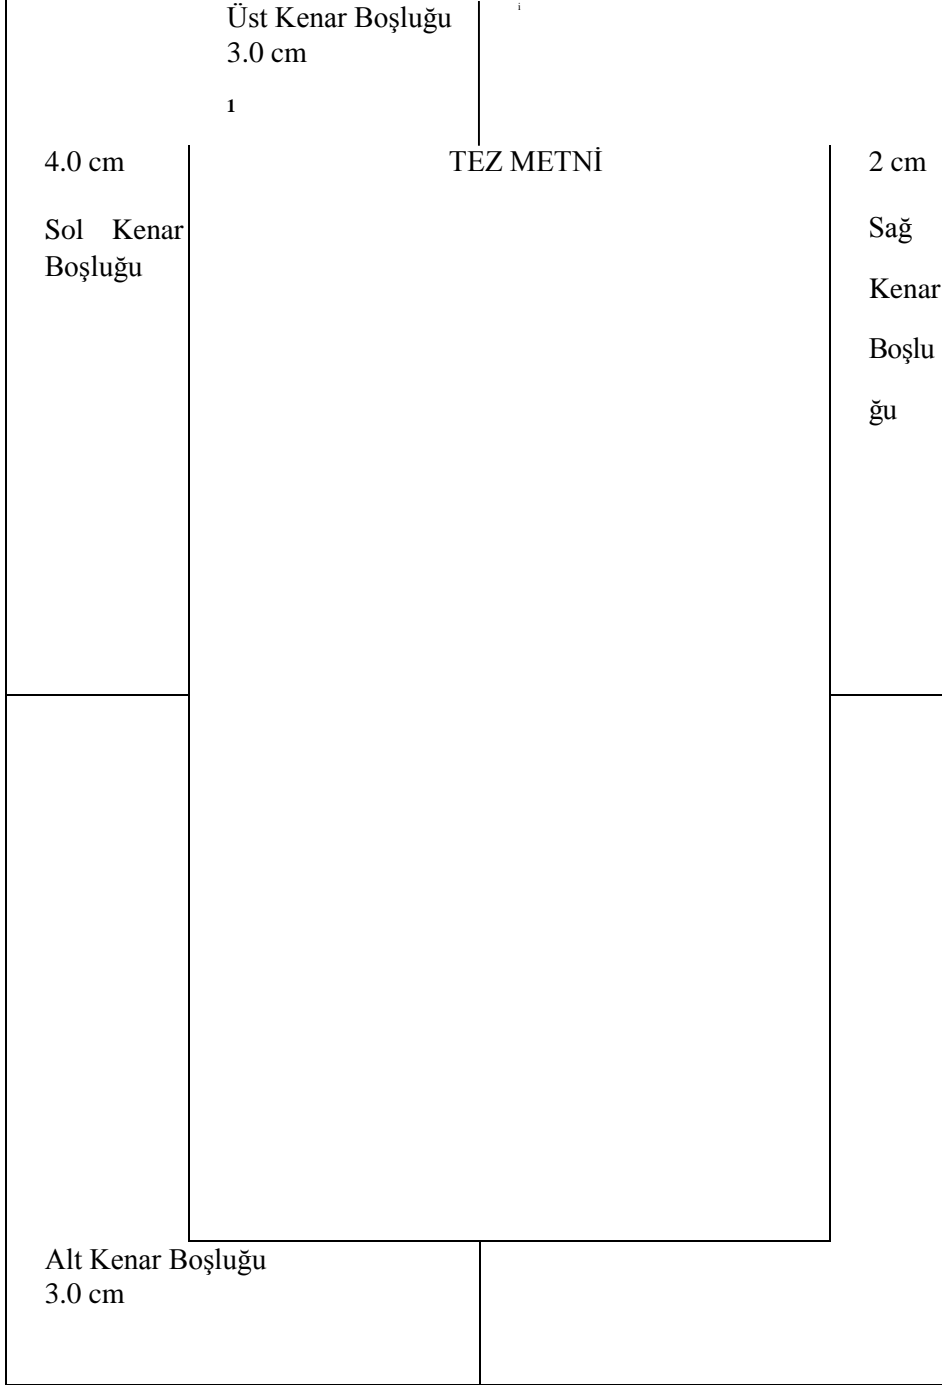 Üst Kenar Boşluğu
3.0 cm
i
1
4.0 cm
Sol Kenar
Boşluğu
TEZ METNİ
2 cm
Sağ
Kenar
Boşlu
ğu
Alt Kenar Boşluğu
3.0 cm